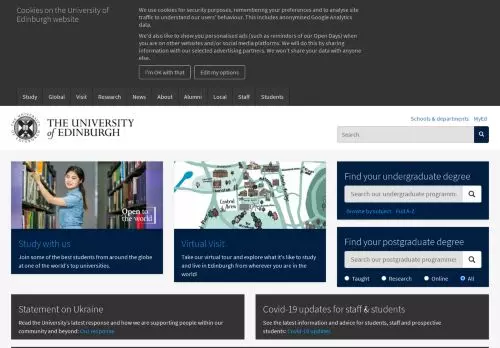 Cookies on the University of
Edinburgh website
We use cookies for security purposes, remembering your preferences and to analyse site
traffic to understand our users' behaviour. This includes anonymised Google Analytics
data.
We'd also like to show you personalised ads (such as reminders of our Open Days) when
you are on other websites and/or social media platforms. We will do this by sharing
information with our selected advertising partners. We won't share your data with
anyone else.
I'm OK with that
Edit my options
Study Global Visit Research News About Alumni Local Staff Students
THE UNIVERSITY
of EDINBURGH
Schools & departments MyEd
Search
Open to
the world
Central
Area
Study with us
Join some of the best students from around the globe
at one of the world's top universities.
Virtual Visit
Take our virtual tour and explore what it's like to study
and live in Edinburgh from wherever you are in the
world!
Find your undergraduate degree
Search our undergraduate programme
Browse by subject Full A-Z
Find your postgraduate degree
Search our postgraduate programmes
Taught Research Online All
Statement on Ukraine
Read the University's latest response and how we are supporting people within our
community and beyond: Our response
Covid-19 updates for staff & students
See the latest information and advice for students, staff and prospective
students: Covid-19 updates